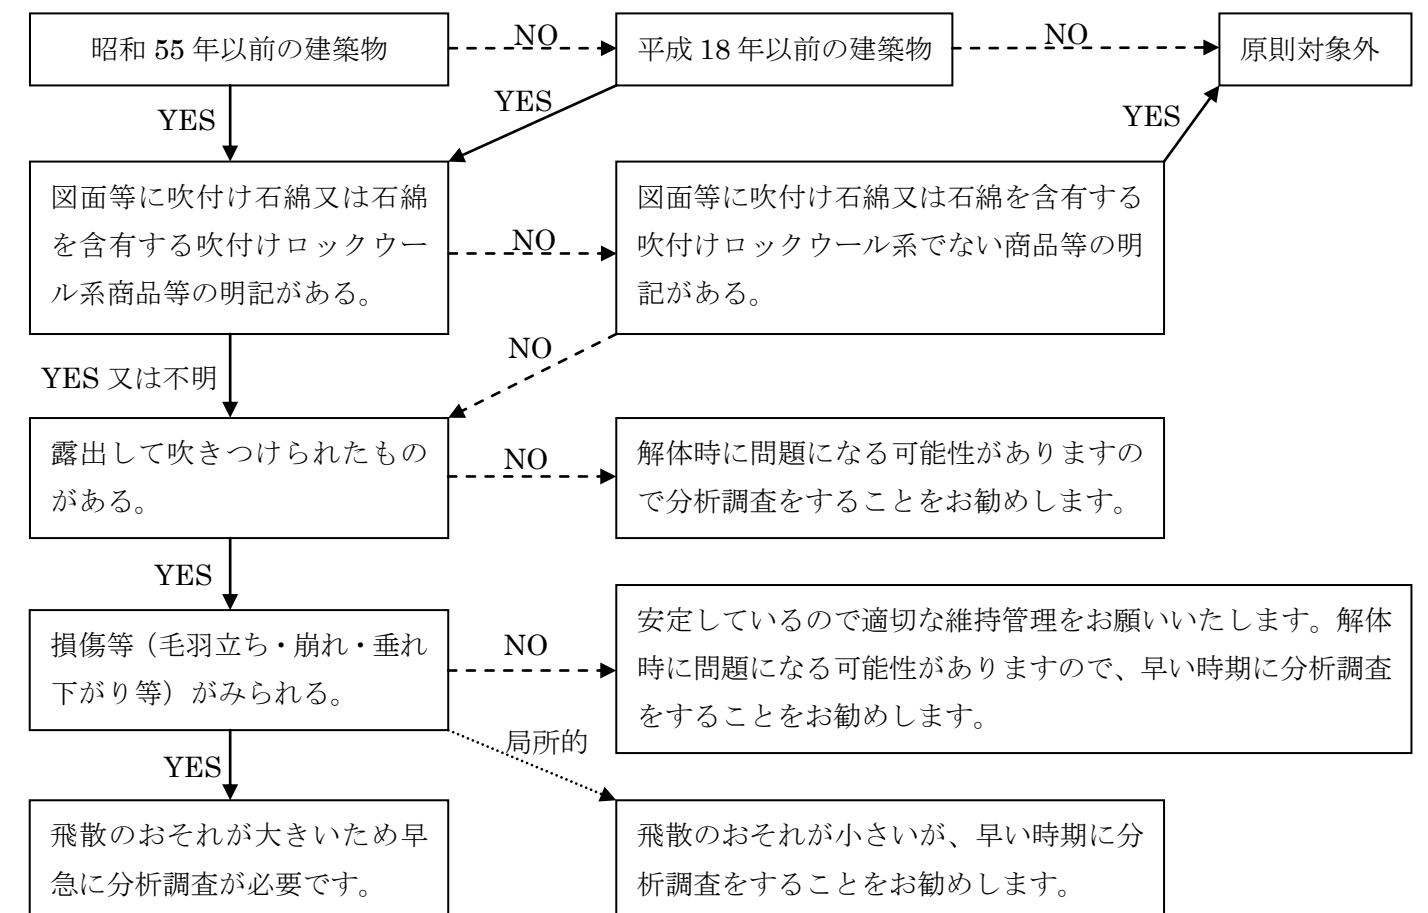 昭和 55 年以前の建築物
NO
平成 18 年以前の建築物
NO
原則対象外
YES
YES
YES
図面等に吹付け石綿又は石綿
を含有する吹付けロックウー
ル系商品等の明記がある。
NO
図面等に吹付け石綿又は石綿を含有する
吹付けロックウール系でない商品等の明
記がある。
YES 又は不明
NO
露出して吹きつけられたもの
がある。
NO
解体時に問題になる可能性がありますの
で分析調査をすることをお勧めします。
YES
損傷等（毛羽立ち・崩れ・垂れ
下がり等）がみられる。
NO
安定しているので適切な維持管理をお願いいたします。解体
時に問題になる可能性がありますので、早い時期に分析調査
をすることをお勧めします。
YES
局所的
飛散のおそれが大きいため早
急に分析調査が必要です。
飛散のおそれが小さいが、早い時期に分
析調査をすることをお勧めします。